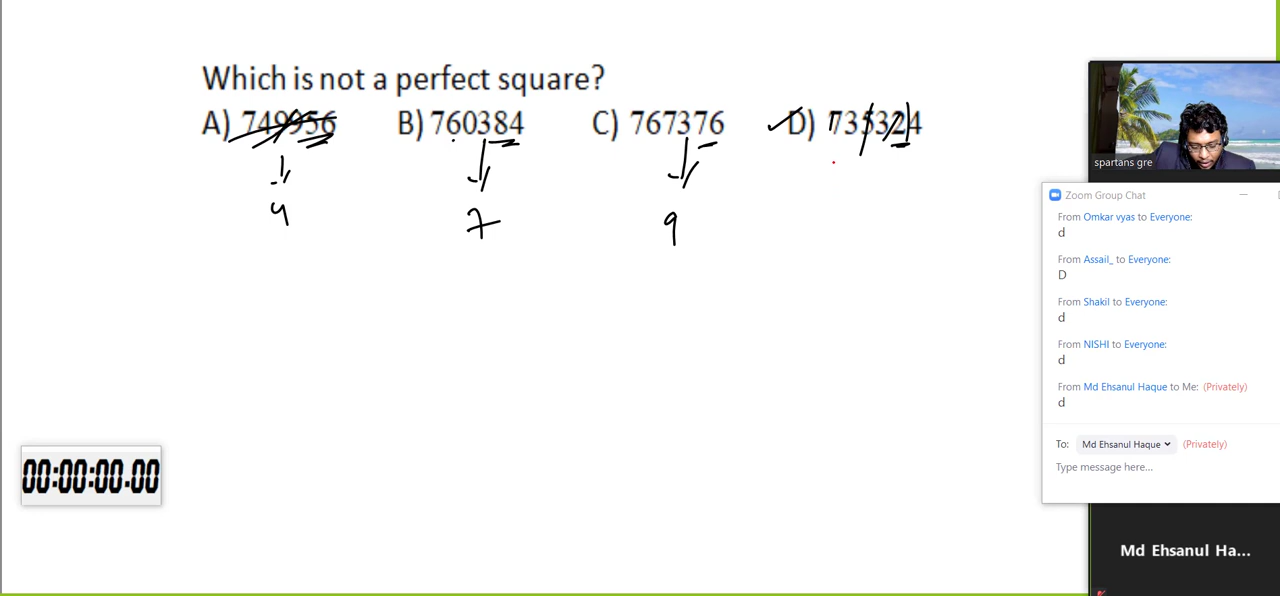 Which is not a perfect square?
A) 749956 B) 760384 C) 767376 D) 735324
4 7 9
spartans gre
Zoom Group Chat
From Omkar vyas to Everyone:
d
From Assail_ to Everyone:
D
From Shakil to Everyone:
d
From NISHI to Everyone:
d
From Md Ehsanul Haque to Me: (Privately)
d
To: Md Ehsanul Haque (Privately)
Type message here...
00:00:00.00
Md Ehsanul Ha...